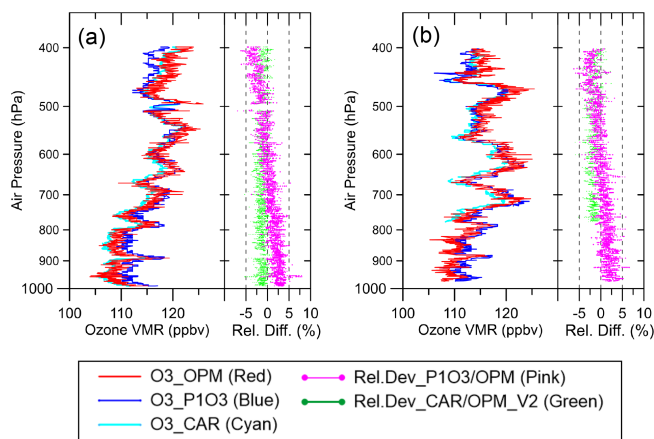 (a)
(b)
Air Pressure (hPa)
400
500
600
700
800
900
1000
100 110 120
Ozone VMR (ppbv)
-5 0 5 10
Rel. Diff. (%)
Air Pressure (hPa)
400
500
600
700
800
900
1000
100 110 120
Ozone VMR (ppbv)
-5 0 5 10
Rel. Diff. (%)
O3_OPM (Red)
O3_P1O3 (Blue)
O3_CAR (Cyan)
Rel.Dev_P1O3/OPM (Pink)
Rel.Dev_CAR/OPM_V2 (Green)